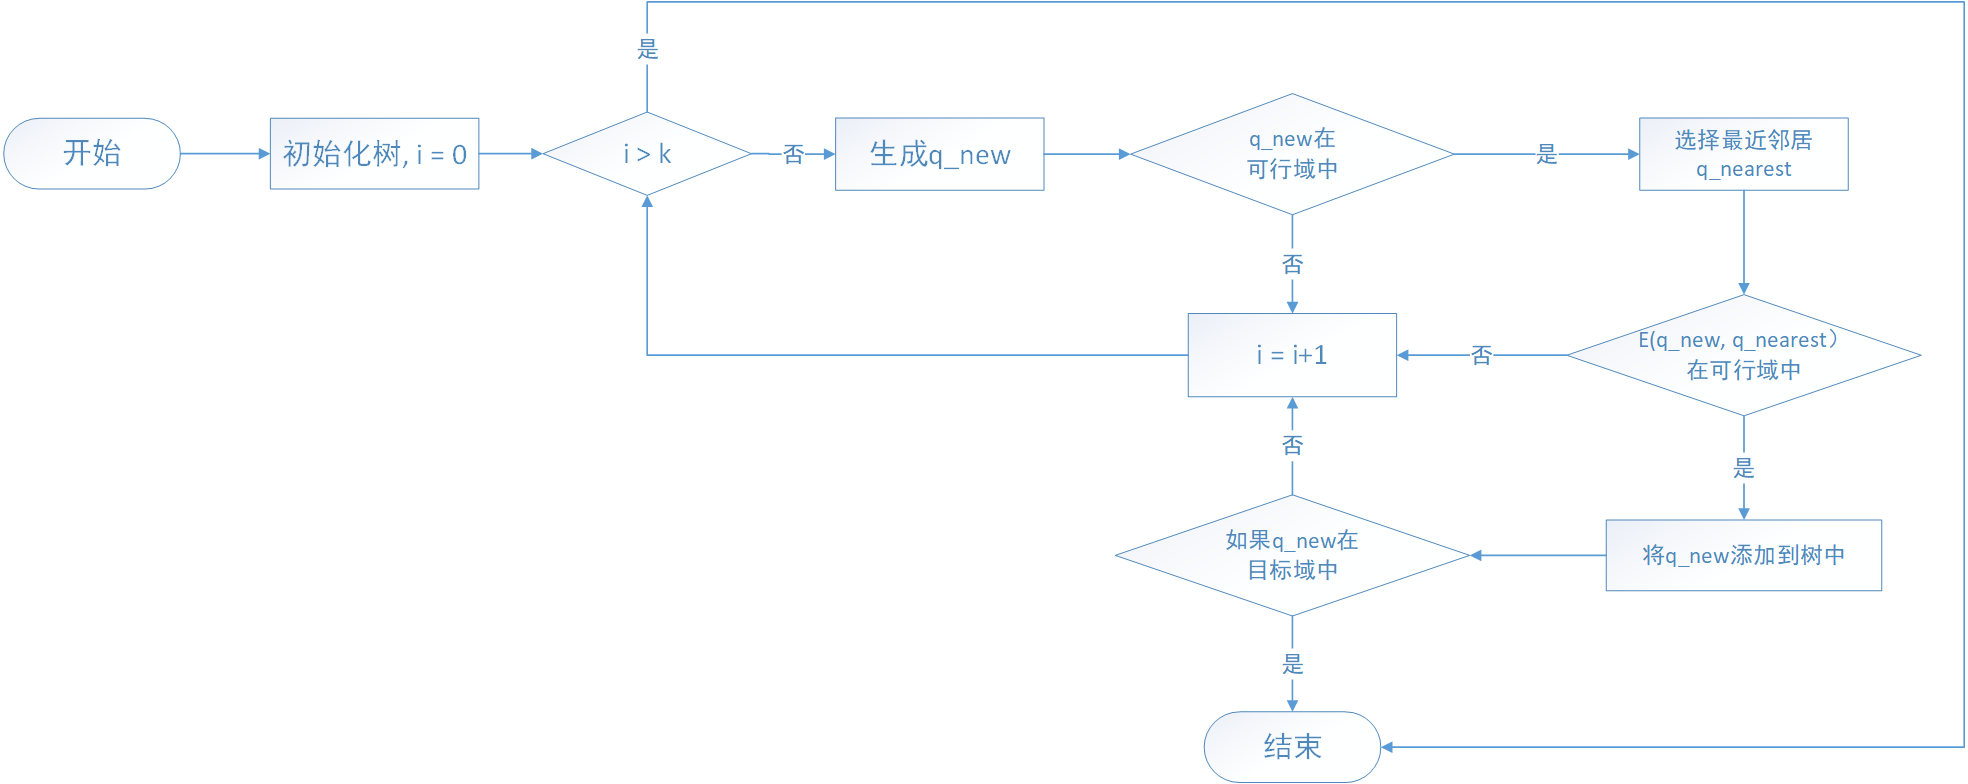 是
开始
初始化树, i = 0
i > k
否
生成q_new
q_new在
可行域中
是
选择最近邻居
q_nearest
否
i = i+1
否
E(q_new, q_nearest）
在可行域中
否
是
如果q_new在
目标域中
将q_new添加到树中
是
结束